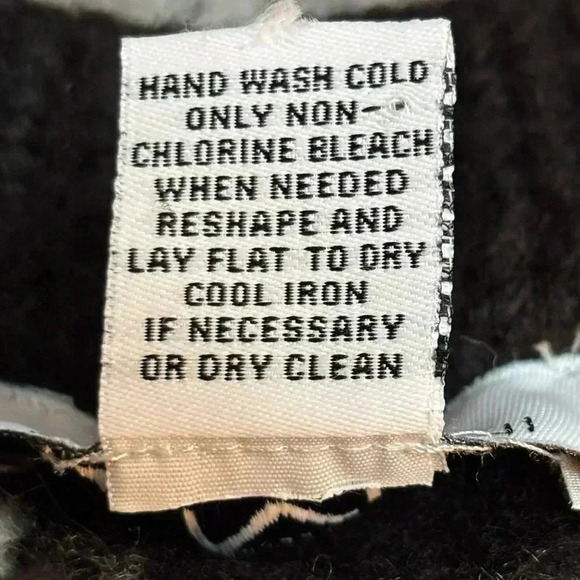 HAND WASH COLD
ONLY NON-
CHLORINE BLEACH
WHEN NEEDED
RESHAPE AND
LAY FLAT TO DRY
COOL IRON
IF NECESSARY
OR DRY CLEAN